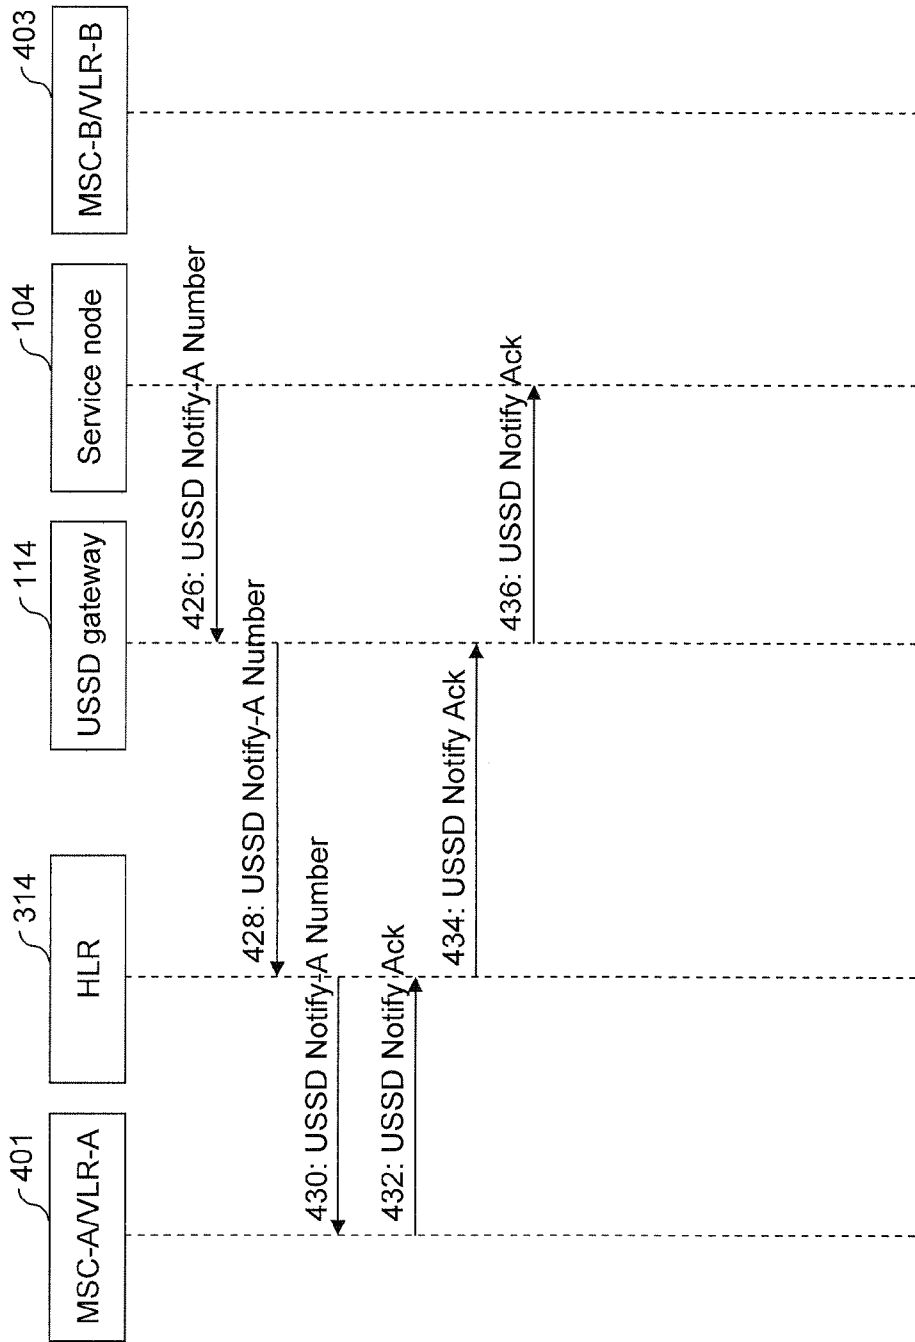 401
MSC-A/VLR-A
314
HLR
114
USSD gateway
104
Service node
403
MSC-B/VLR-B
426: USSD Notify-A Number
428: USSD Notify-A Number
430: USSD Notify-A Number
432: USSD Notify Ack
434: USSD Notify Ack
436: USSD Notify Ack